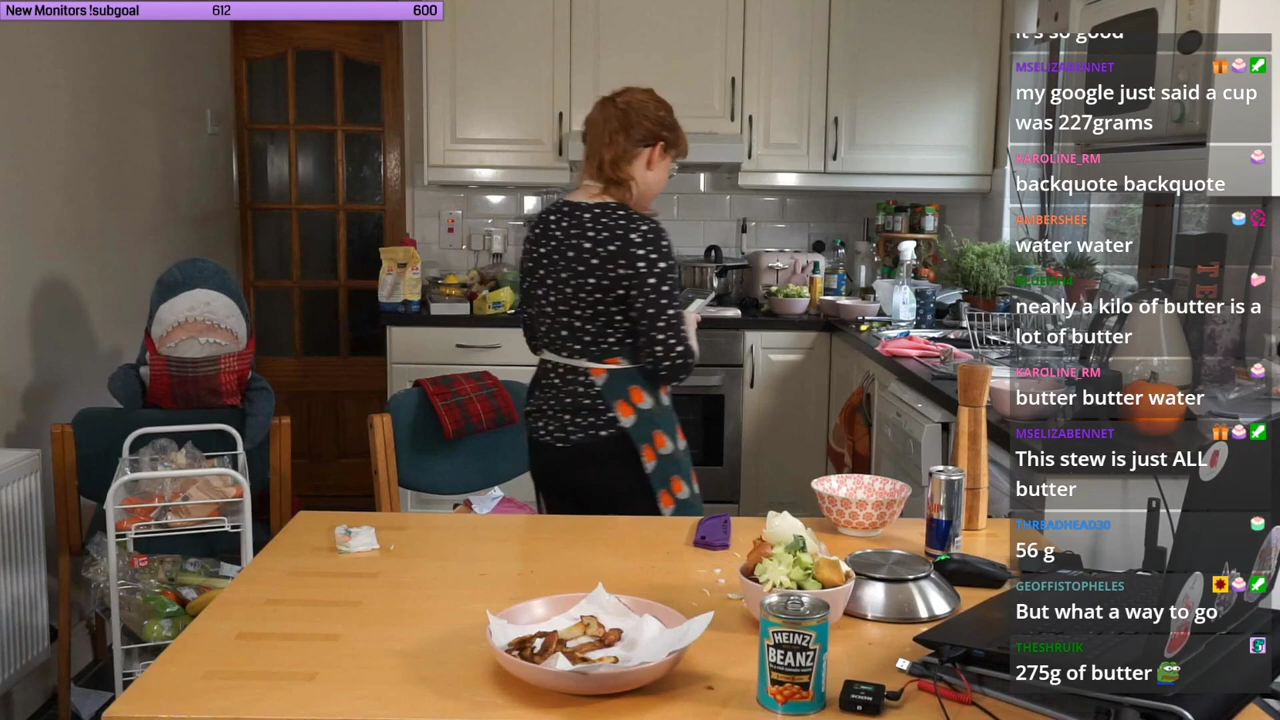 New Monitors !subgoal 612 600
it's so good
MSELIZABENNET
my google just said a cup
was 227grams
KAROLINE_RM
backquote backquote
AMBERSHEE
water water
nearly a kilo of butter is a
lot of butter
KAROLINE_RM
butter butter water
MSELIZABENNET
This stew is just ALL
butter
THREADHEAD30
56 g
GEOFFISTOPHELES
But what a way to go
THESHRUIK
275g of butter
HEINZ
BEANZ